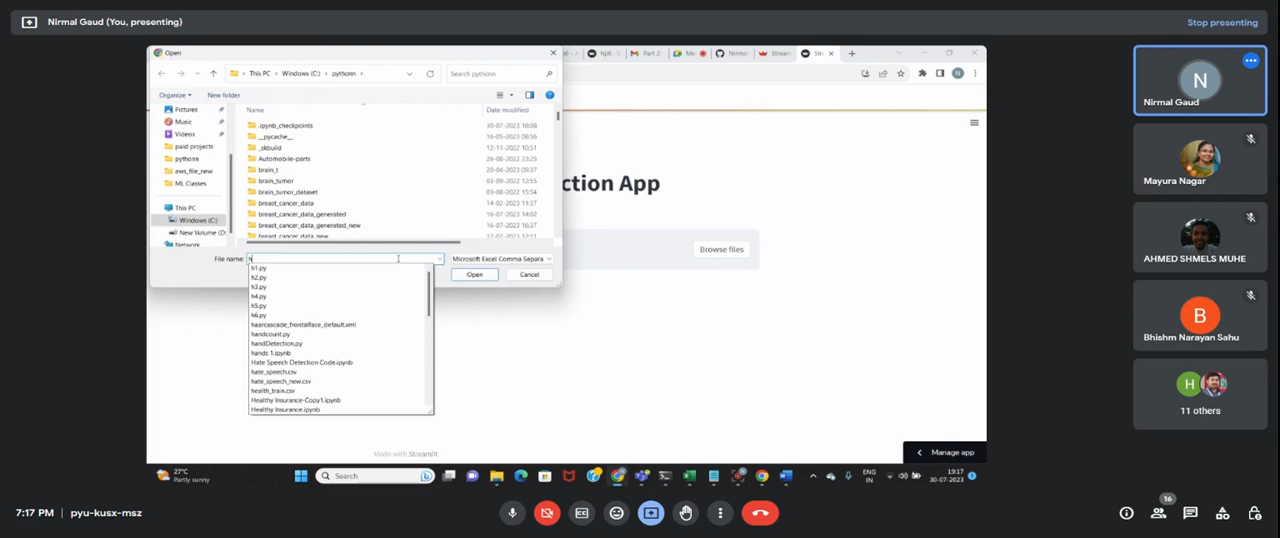 Nirmal Gaud (You, presenting)
Stop presenting
Open
Part 2
This PC > Windows (C:) > pythonn >
Search pythonn
Organize
New folder
Name
Date modified
Pictures
Music
Videos
paid projects
pythonn
aws_file_new
ML Classes
This PC
Windows (C:)
New Volume (D:
Network
.ipynb_checkpoints 30-07-2023 18:08
__pycache__ 16-05-2023 08:56
_skbuild 12-11-2022 10:51
Automobile-parts 26-08-2022 23:25
brain_t 20-04-2023 09:37
brain_tumor 03-09-2022 12:55
brain_tumor_dataset 03-08-2022 15:54
breast_cancer_data 14-02-2023 11:37
breast_cancer_data_generated 16-07-2023 14:02
breast_cancer_data_generated_new 16-07-2023 16:37
breast_cancer_data_new
File name: h
Microsoft Excel Comma Separa
Open
Cancel
h1.py
h2.py
h3.py
h4.py
h5.py
h6.py
haarcascade_frontalface_default.xml
handcount.py
handDetection.py
hands 1.ipynb
Hate Speech Detection Code.ipynb
hate_speech.csv
hate_speech_new.csv
health_train.csv
Healthy Insurance-Copy1.ipynb
Healthy Insurance.ipynb
ction App
Browse files
Made with Streamlit
Manage app
27°C
Partly sunny
Search
ENG
IN
19:17
30-07-2023
N
Nirmal Gaud
Mayura Nagar
AHMED SHMELS MUHE
B
Bhishm Narayan Sahu
H
11 others
7:17 PM | pyu-kusx-msz
16